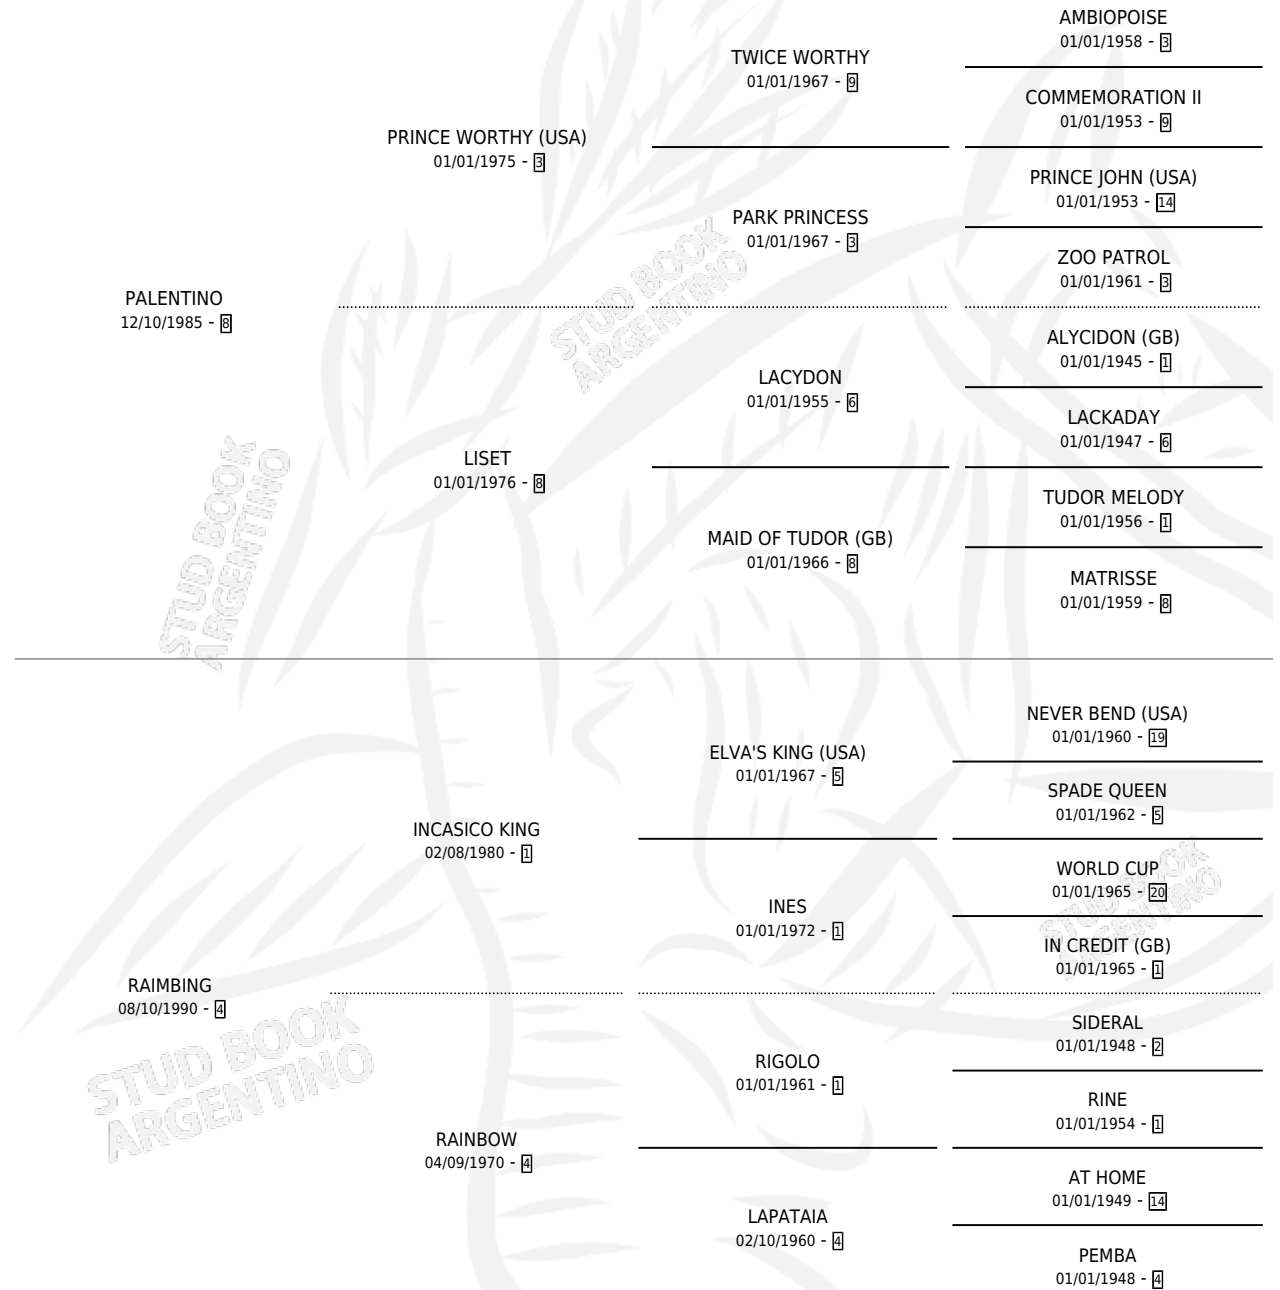 AMBIOPOISE
01/01/1958 - 3
TWICE WORTHY
01/01/1967 - 9
COMMEMORATION II
01/01/1953 - 9
PRINCE WORTHY (USA)
01/01/1975 - 3
PRINCE JOHN (USA)
01/01/1953 - 14
PARK PRINCESS
01/01/1967 - 3
ZOO PATROL
01/01/1961 - 3
PALENTINO
12/10/1985 - 8
STUD BOOK
ARGENTINO
ALYCIDON (GB)
01/01/1945 - 1
LACYDON
01/01/1955 - 6
LACKADAY
01/01/1947 - 6
LISET
01/01/1976 - 8
TUDOR MELODY
01/01/1956 - 1
MAID OF TUDOR (GB)
01/01/1966 - 8
MATRISSE
01/01/1959 - 8
STUD BOOK
ARGENTINO
NEVER BEND (USA)
01/01/1960 - 19
ELVA'S KING (USA)
01/01/1967 - 5
SPADE QUEEN
01/01/1962 - 5
INCASICO KING
02/08/1980 - 1
WORLD CUP
01/01/1965 - 20
INES
01/01/1972 - 1
IN CREDIT (GB)
01/01/1965 - 1
STUD BOOK
ARGENTINO
RAIMBING
08/10/1990 - 4
SIDERAL
01/01/1948 - 2
RIGOLO
01/01/1961 - 1
RINE
01/01/1954 - 1
STUD BOOK
ARGENTINO
RAINBOW
04/09/1970 - 4
AT HOME
01/01/1949 - 14
LAPATAIA
02/10/1960 - 4
PEMBA
01/01/1948 - 4